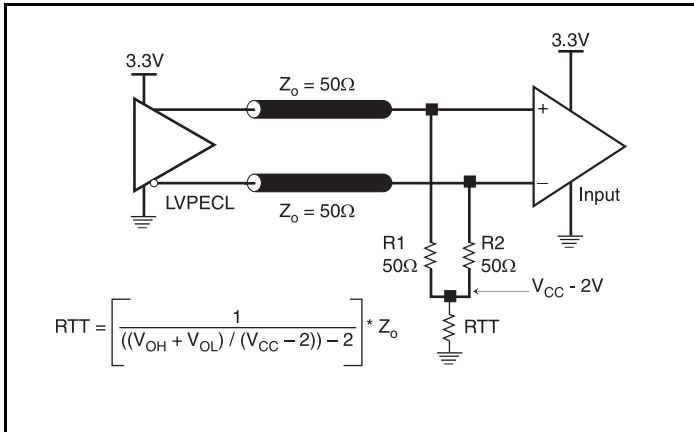 3.3V
3.3V
Zo = 50Ω
+
LVPECL
Zo = 50Ω
−
Input
R1
50Ω
R2
50Ω
VCC - 2V
RTT = [ 1 / ((VOH + VOL) / (VCC − 2)) − 2 ] * Zo
RTT